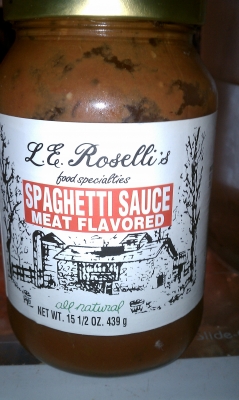 L.E. Roselli's
food specialties
SPAGHETTI SAUCE
MEAT FLAVORED
all natural
NET WT. 15 1/2 OZ. 439 g